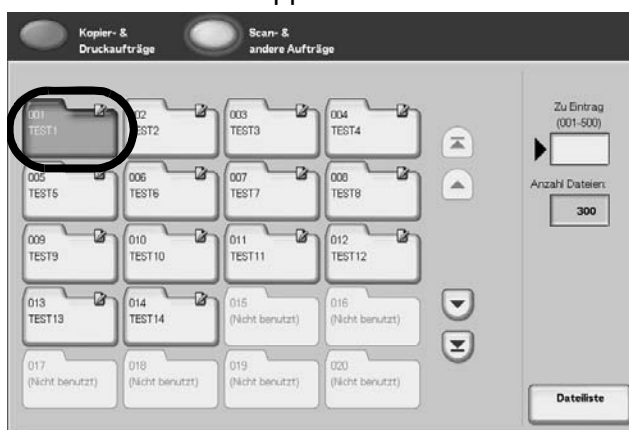 Kopier- &
Druckaufträge
Scan- &
andere Aufträge
001
TEST1
002
TEST2
003
TEST3
004
TEST4
005
TEST5
006
TEST6
007
TEST7
008
TEST8
009
TEST9
010
TEST10
011
TEST11
012
TEST12
013
TEST13
014
TEST14
015
(Nicht benutzt)
016
(Nicht benutzt)
017
(Nicht benutzt)
018
(Nicht benutzt)
019
(Nicht benutzt)
020
(Nicht benutzt)
Zu Eintrag
(001-500)
Anzahl Dateien:
300
Dateiliste